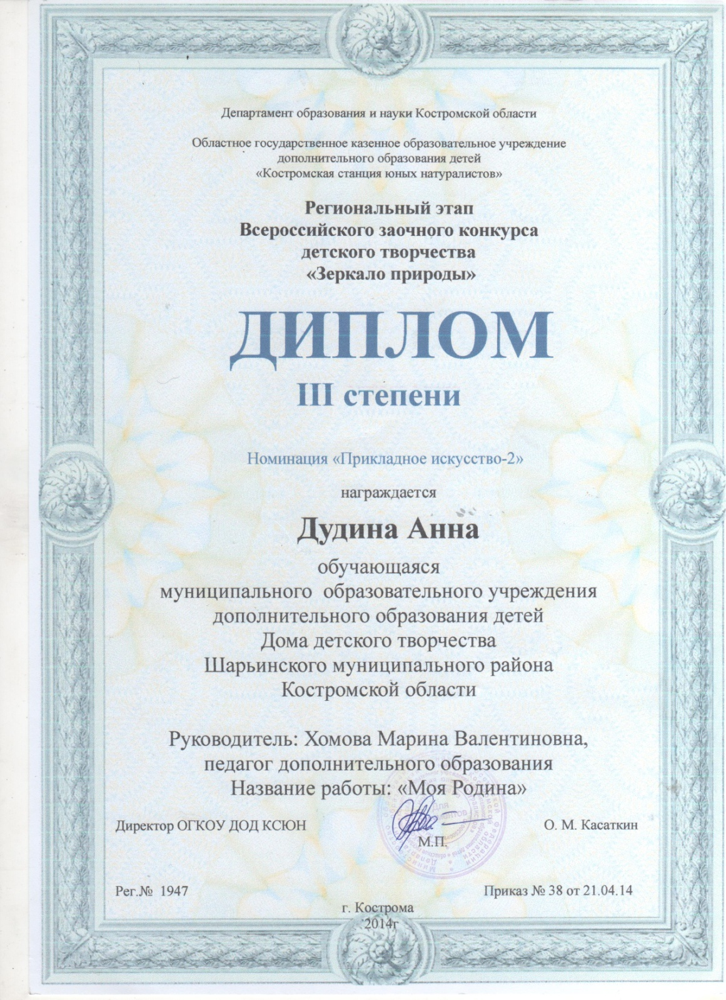 Департамент образования и науки Костромской области
Областное государственное казенное образовательное учреждение
дополнительного образования детей
«Костромская станция юных натуралистов»
Региональный этап
Всероссийского заочного конкурса
детского творчества
«Зеркало природы»
ДИПЛОМ
III степени
Номинация «Прикладное искусство-2»
награждается
Дудина Анна
обучающаяся
муниципального образовательного учреждения
дополнительного образования детей
Дома детского творчества
Шарьинского муниципального района
Костромской области
Руководитель: Хомова Марина Валентиновна,
педагог дополнительного образования
Название работы: «Моя Родина»
Директор ОГКОУ ДОД КСЮН
О. М. Касаткин
М.П.
Рег.№ 1947
Приказ № 38 от 21.04.14
г. Кострома
2014г